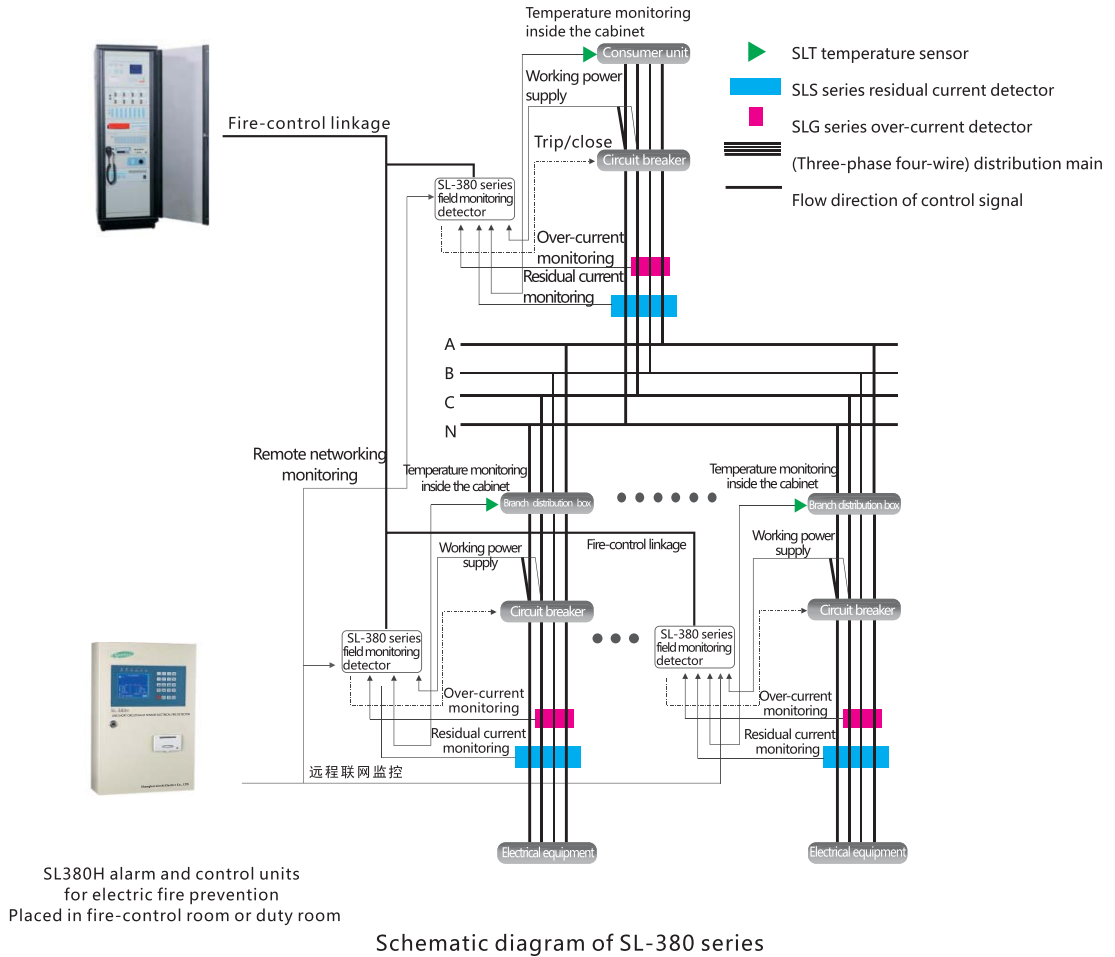 Temperature monitoring
inside the cabinet
Consumer unit
Working power
supply
Fire-control linkage
Trip/close
Circuit breaker
SL-380 series
field monitoring
detector
Over-current
monitoring
Residual current
monitoring
SLT temperature sensor
SLS series residual current detector
SLG series over-current detector
(Three-phase four-wire) distribution main
Flow direction of control signal
A
B
C
N
Remote networking
monitoring
Temperature monitoring
inside the cabinet
Branch distribution box
Temperature monitoring
inside the cabinet
Branch distribution box
Working power
supply
Fire-control linkage
Working power
supply
Circuit breaker
Circuit breaker
SL-380 series
field monitoring
detector
SL-380 series
field monitoring
detector
Over-current
monitoring
Residual current
monitoring
Over-current
monitoring
Residual current
monitoring
远程联网监控
Electrical equipment
Electrical equipment
SL380H alarm and control units
for electric fire prevention
Placed in fire-control room or duty room
Schematic diagram of SL-380 series